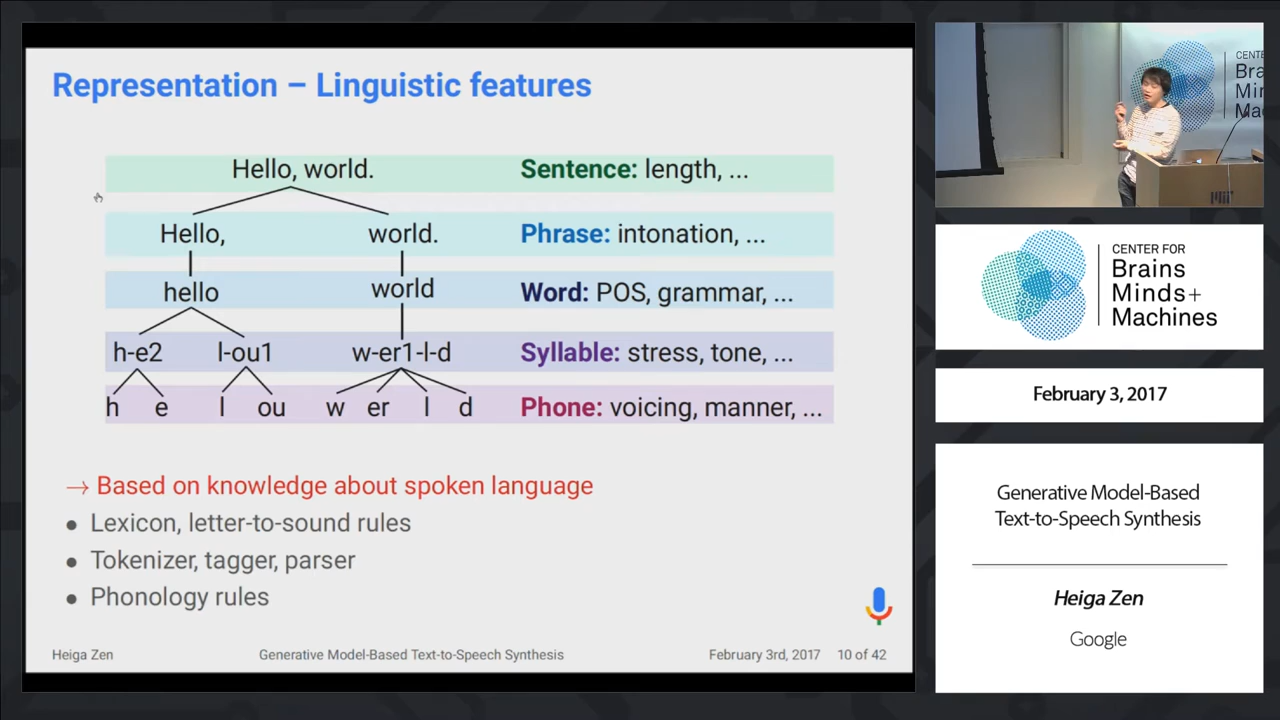 Representation – Linguistic features
Hello, world.
Sentence: length, ...
Hello,
world.
Phrase: intonation, ...
hello
world
Word: POS, grammar, ...
h-e2
l-ou1
w-er1-l-d
Syllable: stress, tone, ...
h e l ou w er l d
Phone: voicing, manner, ...
→ Based on knowledge about spoken language
● Lexicon, letter-to-sound rules
● Tokenizer, tagger, parser
● Phonology rules
Heiga Zen
Generative Model-Based Text-to-Speech Synthesis
February 3rd, 2017
10 of 42
CENTER FOR
Brains
Minds+
Machines
February 3, 2017
Generative Model-Based
Text-to-Speech Synthesis
Heiga Zen
Google